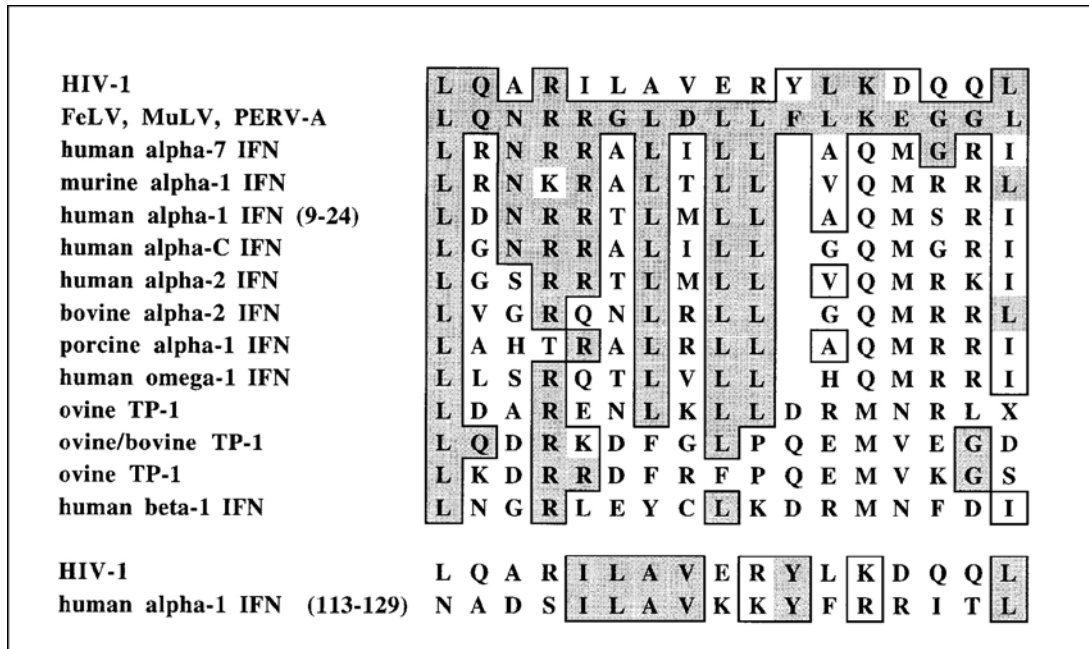 HIV-1 L Q A R I L A V E R Y L K D Q Q L
FeLV, MuLV, PERV-A L Q N R R G L D L L F L K E G G L
human alpha-7 IFN L R N R R A L I L L A Q M G R I
murine alpha-1 IFN L R N K R A L T L L V Q M R R L
human alpha-1 IFN (9-24) L D N R R T L M L L A Q M S R I
human alpha-C IFN L G N R R A L I L L G Q M G R I
human alpha-2 IFN L G S R R T L M L L V Q M R K I
bovine alpha-2 IFN L V G R Q N L R L L G Q M R R L
porcine alpha-1 IFN L A H T R A L R L L A Q M R R I
human omega-1 IFN L L S R Q T L V L L H Q M R R I
ovine TP-1 L D A R E N L K L L D R M N R L X
ovine/bovine TP-1 L Q D R K D F G L P Q E M V E G D
ovine TP-1 L K D R R D F R F P Q E M V K G S
human beta-1 IFN L N G R L E Y C L K D R M N F D I
HIV-1 L Q A R I L A V E R Y L K D Q Q L
human alpha-1 IFN (113-129) N A D S I L A V K K Y F R R I T L